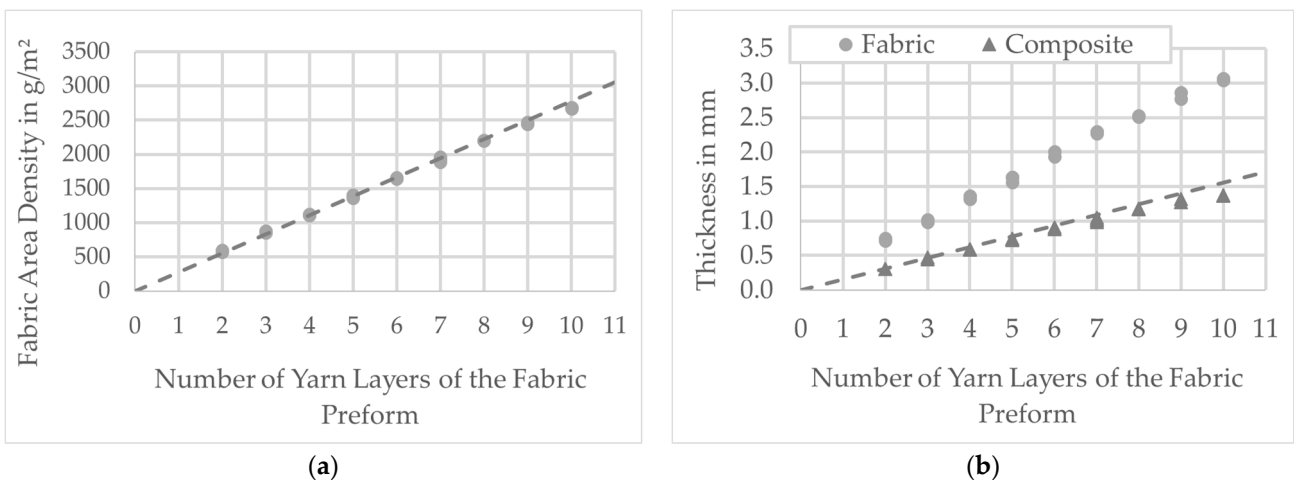 Fabric Area Density in g/m²
3500
3000
2500
2000
1500
1000
500
0
0 1 2 3 4 5 6 7 8 9 10 11
Number of Yarn Layers of the Fabric
Preform
(a)
Fabric Composite
Thickness in mm
3.5
3.0
2.5
2.0
1.5
1.0
0.5
0.0
0 1 2 3 4 5 6 7 8 9 10 11
Number of Yarn Layers of the Fabric
Preform
(b)